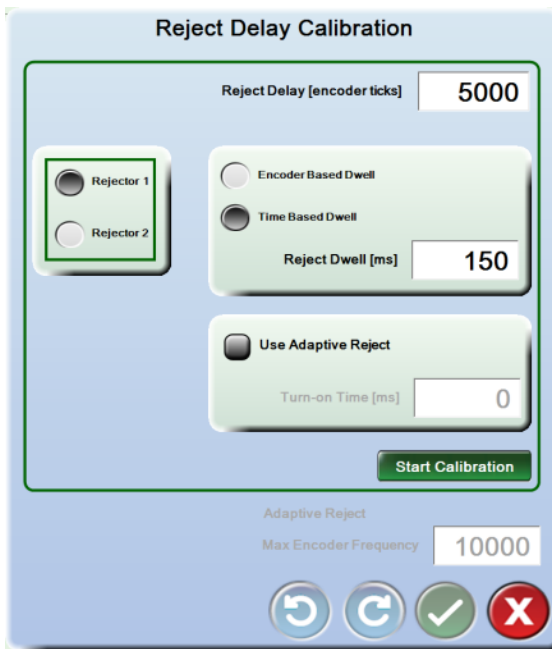 Reject Delay Calibration
Reject Delay [encoder ticks] 5000
Rejector 1
Rejector 2
Encoder Based Dwell
Time Based Dwell
Reject Dwell [ms] 150
Use Adaptive Reject
Turn-on Time [ms] 0
Start Calibration
Adaptive Reject
Max Encoder Frequency 10000